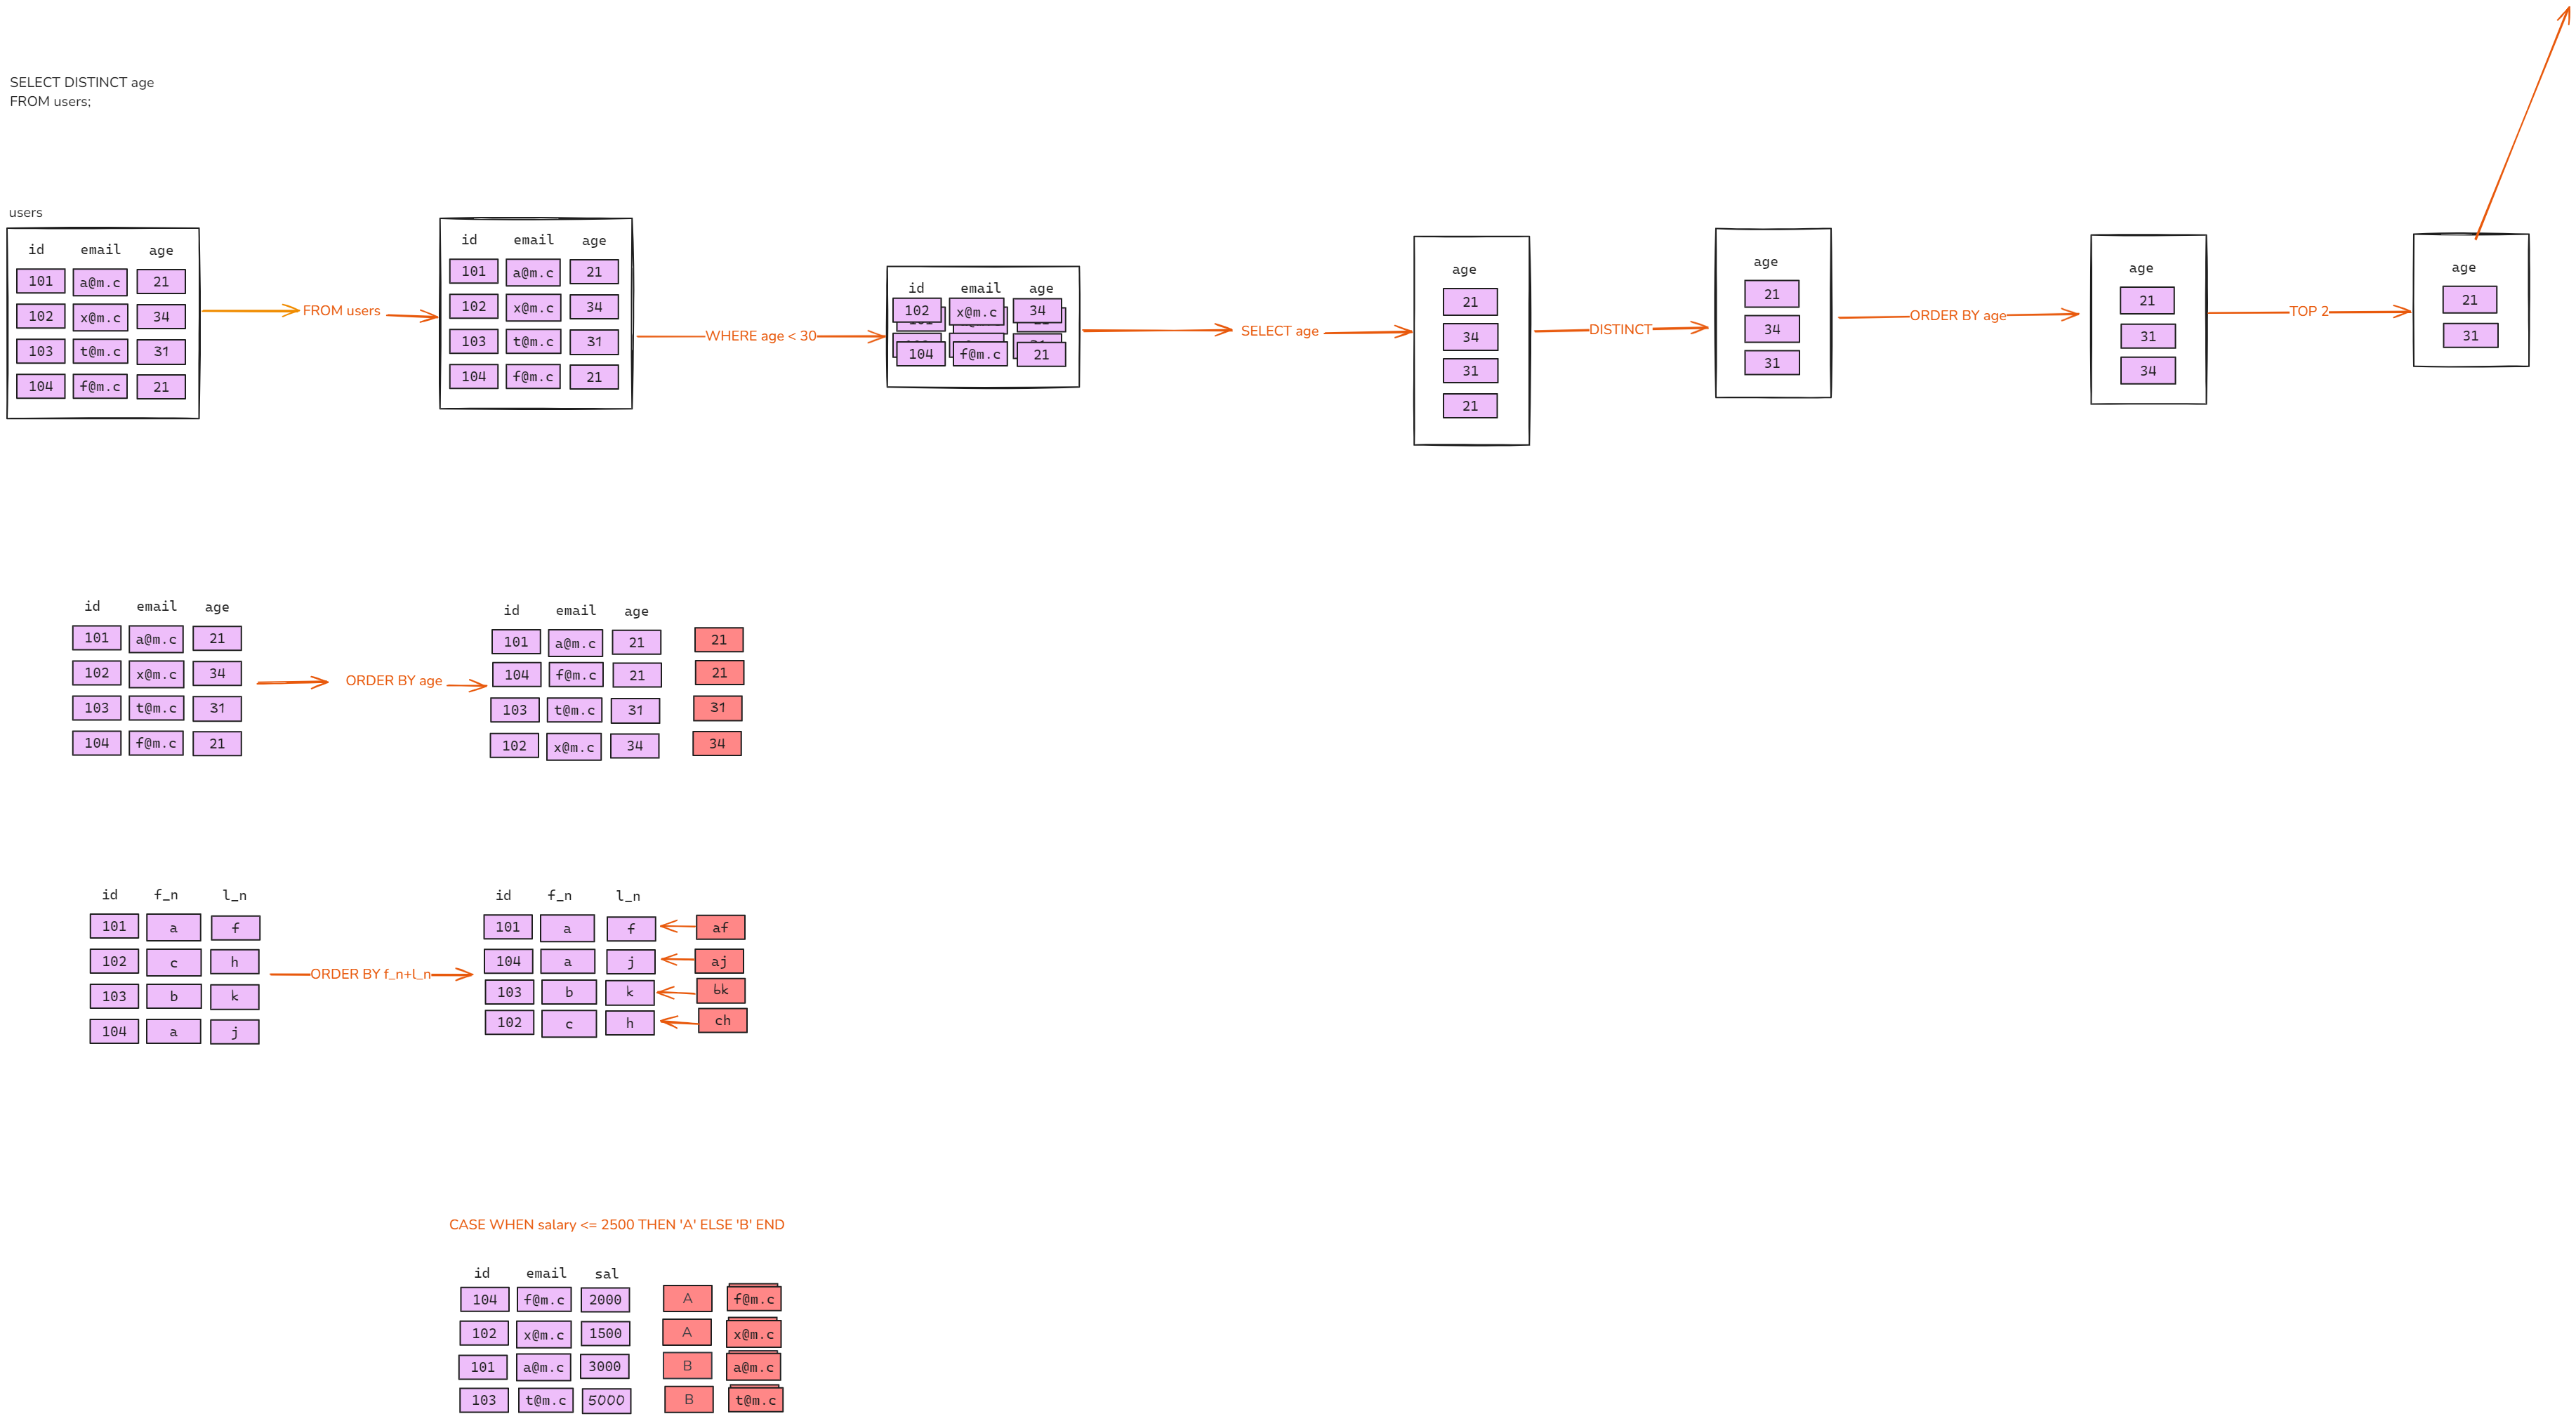 SELECT DISTINCT age
FROM users;
users
id email age
101 a@m.c 21
102 x@m.c 34
103 t@m.c 31
104 f@m.c 21
FROM users
id email age
101 a@m.c 21
102 x@m.c 34
103 t@m.c 31
104 f@m.c 21
WHERE age < 30
id email age
102 x@m.c 34
104 f@m.c 21
SELECT age
age
21
34
31
21
DISTINCT
age
21
34
31
ORDER BY age
age
21
31
34
TOP 2
age
21
31
id email age
101 a@m.c 21
102 x@m.c 34
103 t@m.c 31
104 f@m.c 21
ORDER BY age
id email age
101 a@m.c 21 21
104 f@m.c 21 21
103 t@m.c 31 31
102 x@m.c 34 34
id f_n l_n
101 a f
102 c h
103 b k
104 a j
ORDER BY f_n+l_n
id f_n l_n
101 a f af
104 a j aj
103 b k bk
102 c h ch
CASE WHEN salary <= 2500 THEN 'A' ELSE 'B' END
id email sal
104 f@m.c 2000 A f@m.c
102 x@m.c 1500 A x@m.c
101 a@m.c 3000 B a@m.c
103 t@m.c 5000 B t@m.c